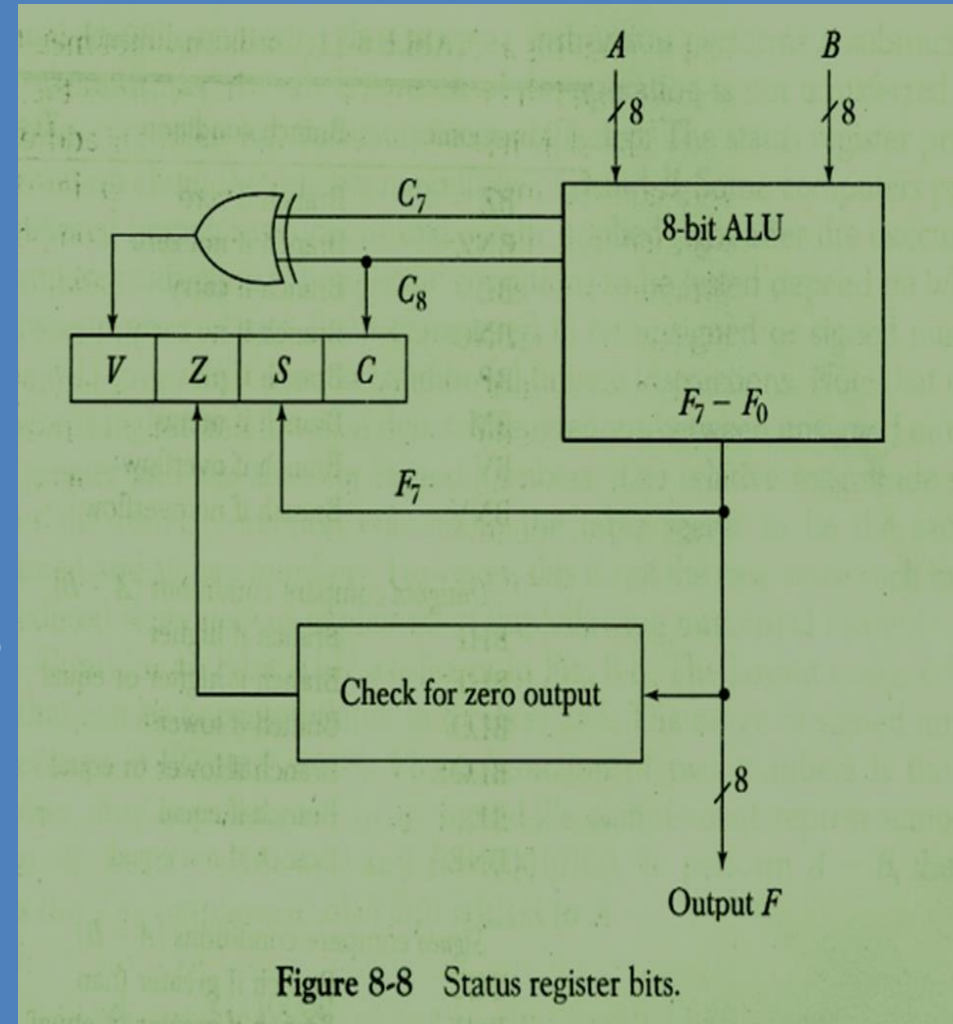 A B
8 8
C7
8-bit ALU
C8
V Z S C
F7 – F0
F7
Check for zero output
8
Output F
Figure 8-8 Status register bits.